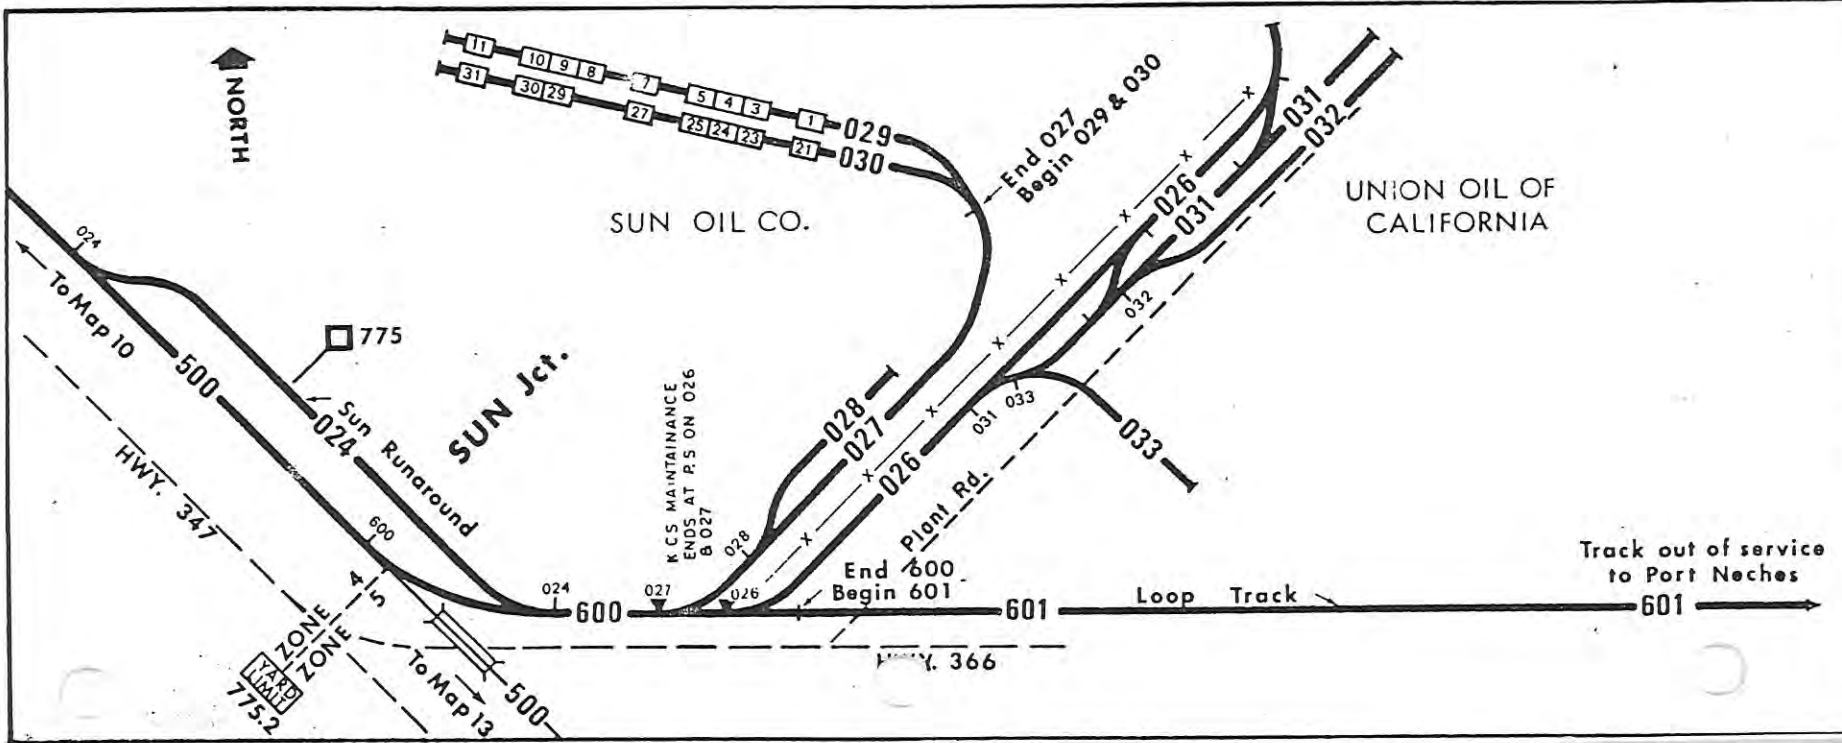 NORTH
11
10 9 8
7
5 4 3
1
029
31
30 29
27
25 24 23
21
030
End 027
Begin 029 & 030
SUN OIL CO.
UNION OIL OF
CALIFORNIA
031
032
026
031
032
024
To Map 10
500
775
Sun Runaround
024
SUN Jct.
HWY. 347
600
KCS MAINTAINANCE
ENDS AT P.S ON 026
& 027
028
027
026
031
033
033
Plant Rd.
028
024
600
027
026
End 600
Begin 601
601
Loop Track
Track out of service
to Port Neches
601
ZONE 4
ZONE 5
YARD
LIMIT
775.2
To Map 13
500
HWY. 366